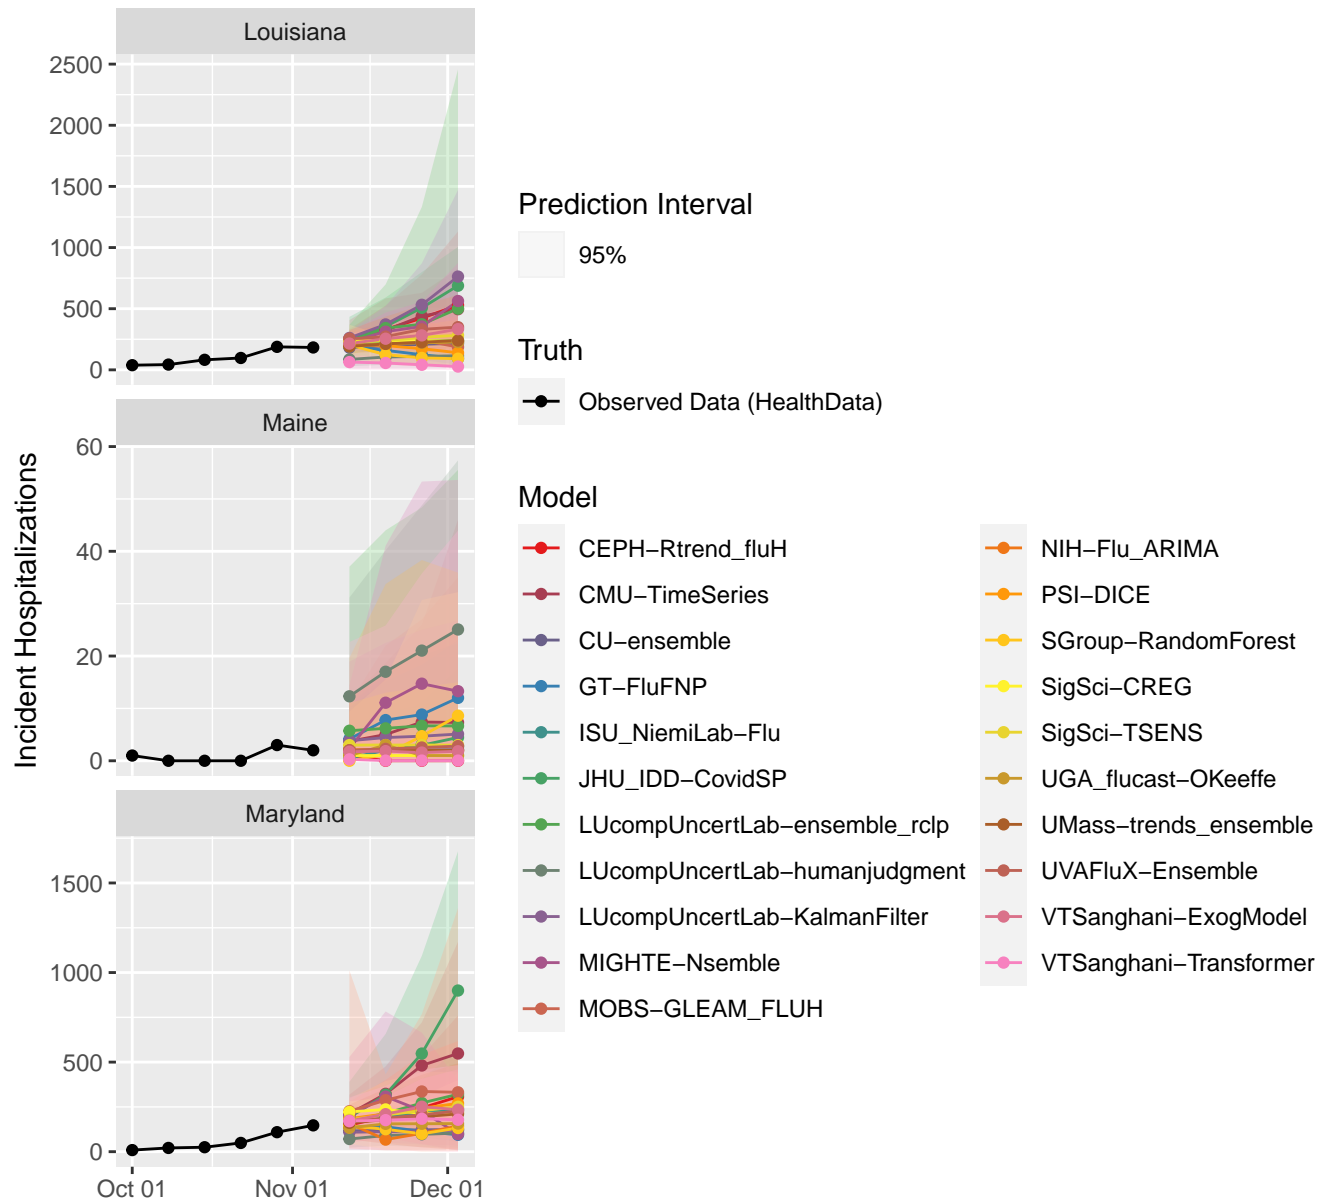 Louisiana
2500
2000
1500
1000
500
0
Maine
60
40
20
0
Maryland
1500
1000
500
0
Oct 01
Nov 01
Dec 01
Incident Hospitalizations
Prediction Interval
95%
Truth
Observed Data (HealthData)
Model
CEPH−Rtrend_fluH
CMU−TimeSeries
CU−ensemble
GT−FluFNP
ISU_NiemiLab−Flu
JHU_IDD−CovidSP
LUcompUncertLab−ensemble_rclp
LUcompUncertLab−humanjudgment
LUcompUncertLab−KalmanFilter
MIGHTE−Nsemble
MOBS−GLEAM_FLUH
NIH−Flu_ARIMA
PSI−DICE
SGroup−RandomForest
SigSci−CREG
SigSci−TSENS
UGA_flucast−OKeeffe
UMass−trends_ensemble
UVAFluX−Ensemble
VTSanghani−ExogModel
VTSanghani−Transformer